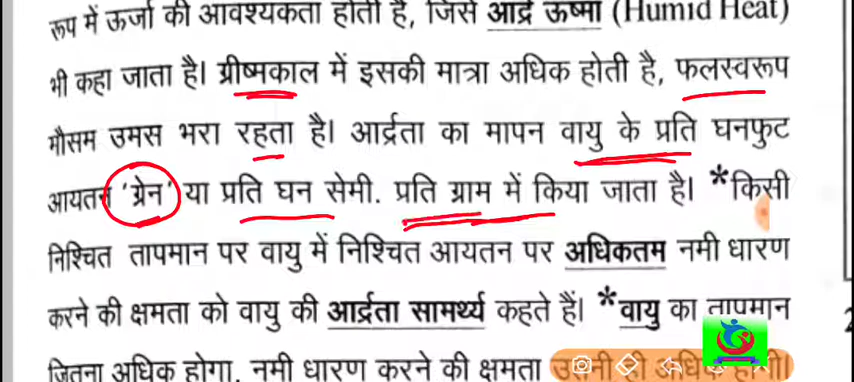 रूप में ऊर्जा की आवश्यकता होती है, जिसे आर्द्र ऊष्मा (Humid Heat)
भी कहा जाता है। ग्रीष्मकाल में इसकी मात्रा अधिक होती है, फलस्वरूप
मौसम उमस भरा रहता है। आर्द्रता का मापन वायु के प्रति घनफुट
आयतन 'ग्रेन' या प्रति घन सेमी. प्रति ग्राम में किया जाता है। *किसी
निश्चित तापमान पर वायु में निश्चित आयतन पर अधिकतम नमी धारण
करने की क्षमता को वायु की आर्द्रता सामर्थ्य कहते हैं। *वायु का तापमान
जितना अधिक होगा, नमी धारण करने की क्षमता उतनी ही अधिक होगी।